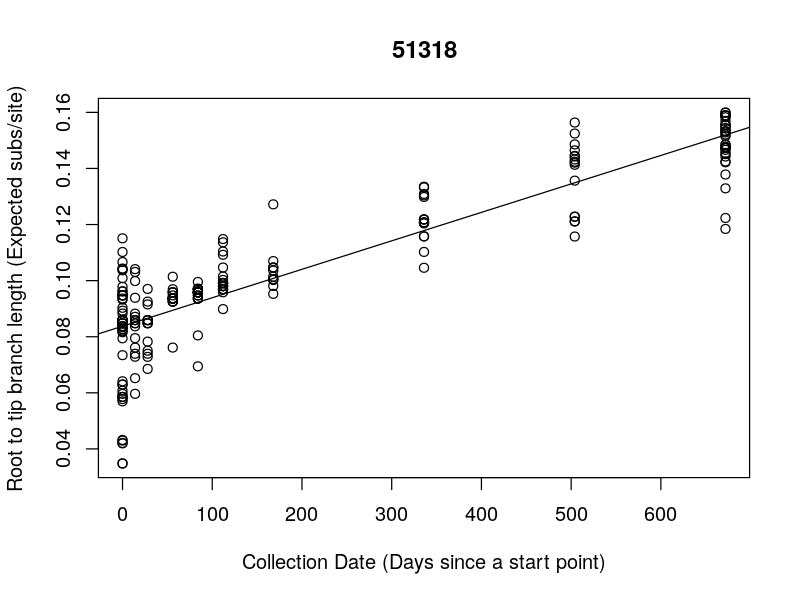 51318
Root to tip branch length (Expected subs/site)
0.16
0.14
0.12
0.10
0.08
0.06
0.04
0 100 200 300 400 500 600
Collection Date (Days since a start point)